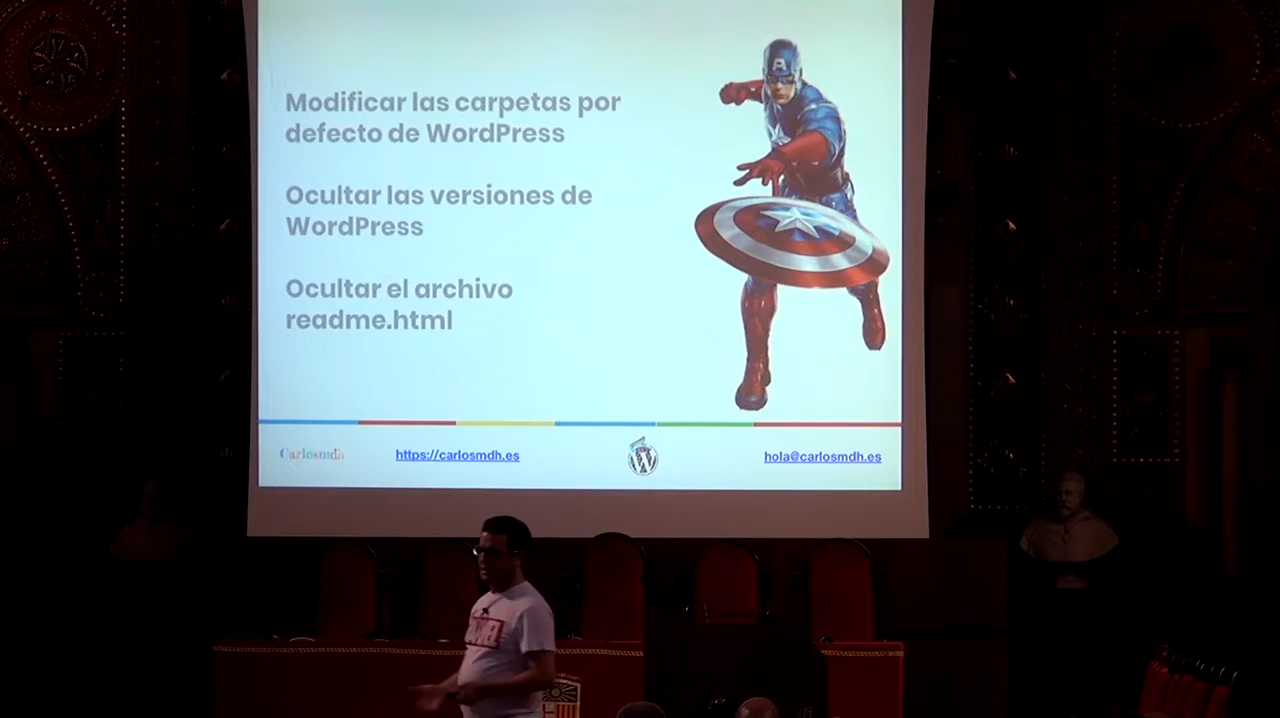 Modificar las carpetas por
defecto de WordPress
Ocultar las versiones de
WordPress
Ocultar el archivo
readme.html
Carlosmdh
https://carlosmdh.es
W
hola@carlosmdh.es
A